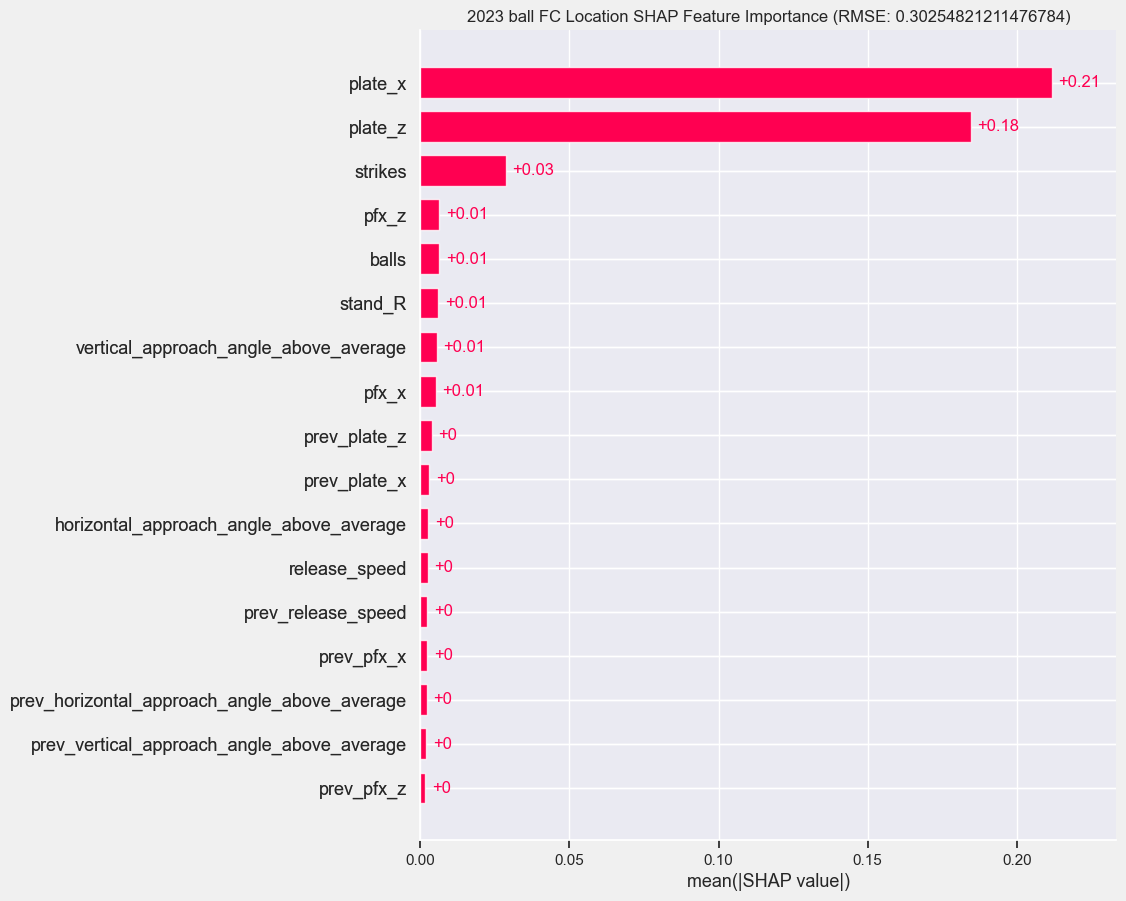 2023 ball FC Location SHAP Feature Importance (RMSE: 0.30254821211476784)
plate_x +0.21
plate_z +0.18
strikes +0.03
pfx_z +0.01
balls +0.01
stand_R +0.01
vertical_approach_angle_above_average +0.01
pfx_x +0.01
prev_plate_z +0
prev_plate_x +0
horizontal_approach_angle_above_average +0
release_speed +0
prev_release_speed +0
prev_pfx_x +0
prev_horizontal_approach_angle_above_average +0
prev_vertical_approach_angle_above_average +0
prev_pfx_z +0
0.00 0.05 0.10 0.15 0.20
mean(|SHAP value|)